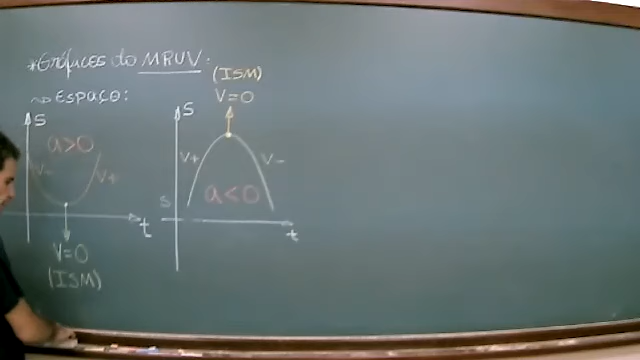 *Gráficos do MRUV:
→ Espaço:
S
a>0
V-
V+
t
V=0
(ISM)
(ISM)
V=0
S
V+
V-
a<0
S
t